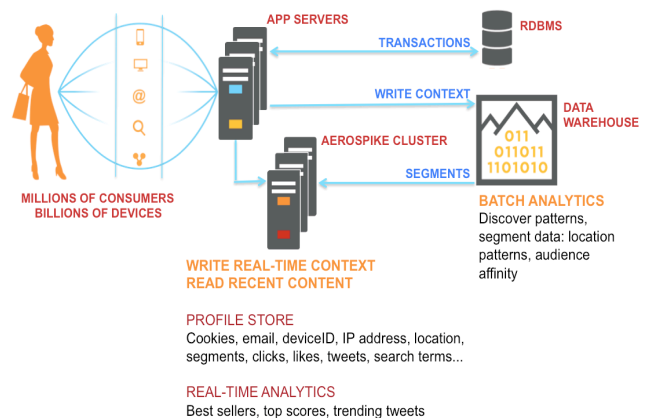 APP SERVERS
RDBMS
TRANSACTIONS
WRITE CONTEXT
DATA
WAREHOUSE
@
011
011011
1101010
AEROSPIKE CLUSTER
SEGMENTS
MILLIONS OF CONSUMERS
BILLIONS OF DEVICES
BATCH ANALYTICS
Discover patterns,
segment data: location
patterns, audience
affinity
WRITE REAL-TIME CONTEXT
READ RECENT CONTENT
PROFILE STORE
Cookies, email, deviceID, IP address, location,
segments, clicks, likes, tweets, search terms...
REAL-TIME ANALYTICS
Best sellers, top scores, trending tweets